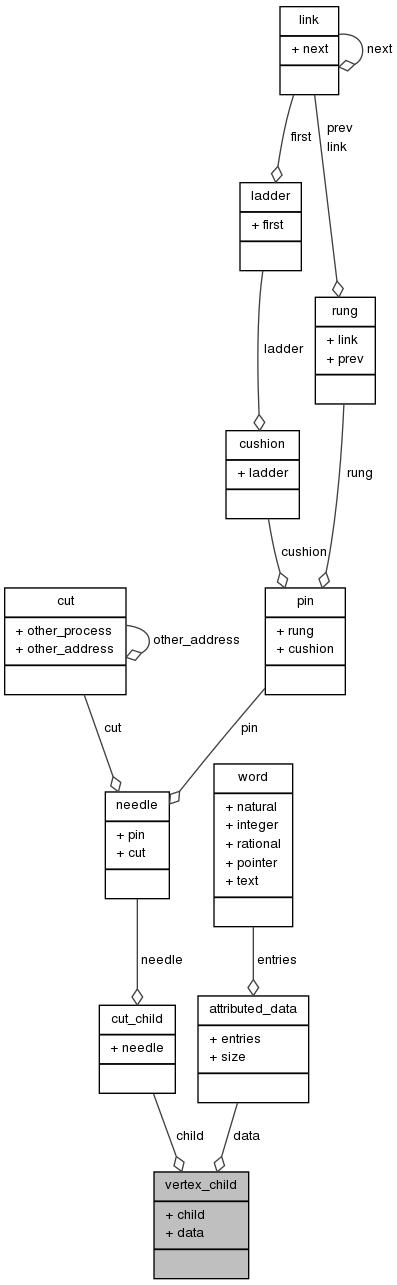 link
+ next
next
first
prev
link
ladder
+ first
rung
+ link
+ prev
ladder
cushion
+ ladder
rung
cushion
cut
+ other_process
+ other_address
other_address
pin
+ rung
+ cushion
cut
pin
needle
+ pin
+ cut
word
+ natural
+ integer
+ rational
+ pointer
+ text
needle
entries
cut_child
+ needle
attributed_data
+ entries
+ size
child
data
vertex_child
+ child
+ data